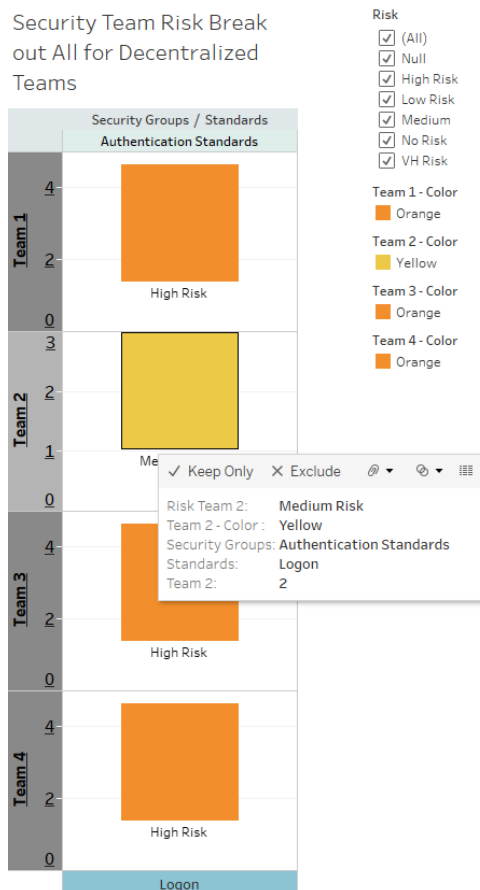 Security Team Risk Break
out All for Decentralized
Teams
Security Groups / Standards
Authentication Standards
Team 1
4
2
0
High Risk
Team 2
3
2
1
0
Me
Keep Only
Exclude
Risk Team 2: Medium Risk
Team 2 - Color : Yellow
Security Groups: Authentication Standards
Standards: Logon
Team 2: 2
Team 3
4
2
0
High Risk
Team 4
4
2
0
High Risk
Logon
Risk
(All)
Null
High Risk
Low Risk
Medium
No Risk
VH Risk
Team 1 - Color
Orange
Team 2 - Color
Yellow
Team 3 - Color
Orange
Team 4 - Color
Orange